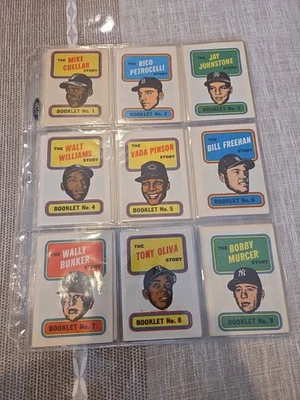 THE
MIKE
CUELLAR
STORY
BOOKLET No. 1
THE
RICO
PETROCELLI
STORY
BOOKLET No. 2
THE
JAY
JOHNSTONE
STORY
BOOKLET No. 3
THE
WALT
WILLIAMS
STORY
BOOKLET No. 4
THE
VADA PINSON
STORY
BOOKLET No. 5
THE
BILL FREEHAN
STORY
BOOKLET No. 6
THE
WALLY
BUNKER
STORY
BOOKLET No. 7
THE
TONY OLIVA
STORY
BOOKLET No. 8
THE
BOBBY
MURCER
STORY
BOOKLET No. 9